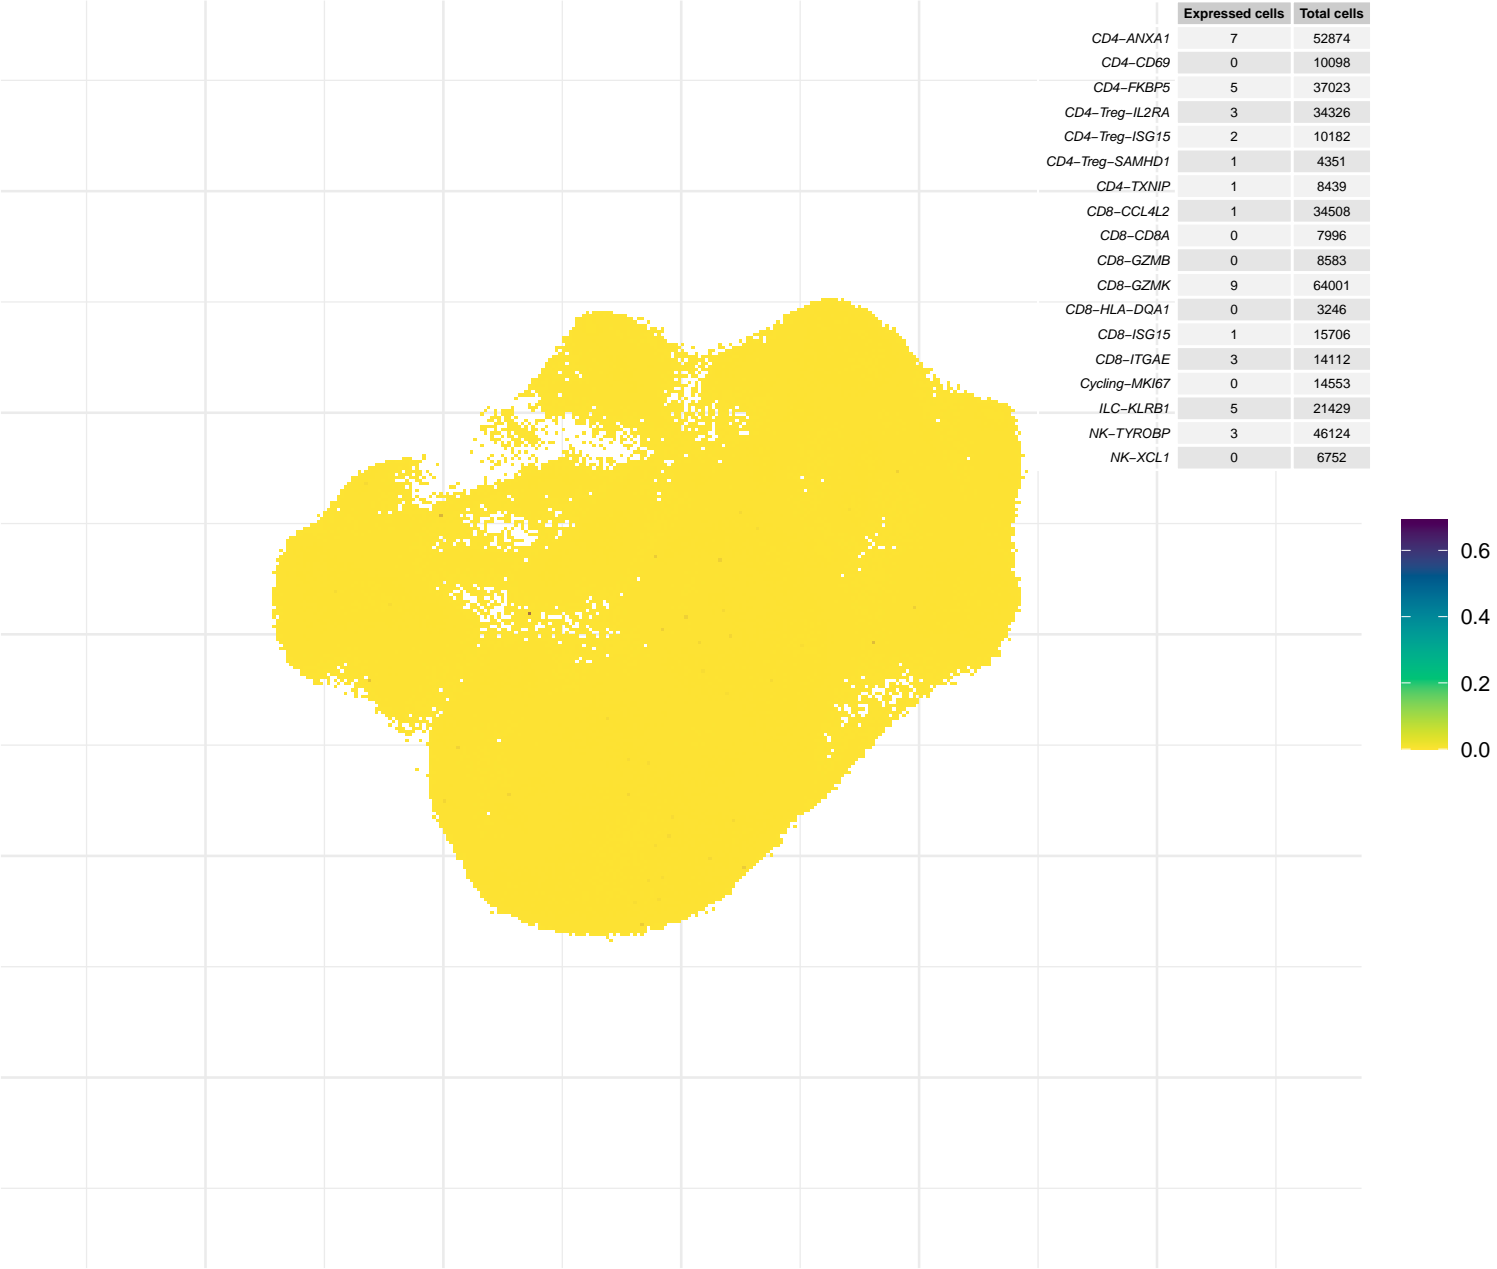 Expressed cells Total cells
CD4−ANXA1 7 52874
CD4−CD69 0 10098
CD4−FKBP5 5 37023
CD4−Treg−IL2RA 3 34326
CD4−Treg−ISG15 2 10182
CD4−Treg−SAMHD1 1 4351
CD4−TXNIP 1 8439
CD8−CCL4L2 1 34508
CD8−CD8A 0 7996
CD8−GZMB 0 8583
CD8−GZMK 9 64001
CD8−HLA−DQA1 0 3246
CD8−ISG15 1 15706
CD8−ITGAE 3 14112
Cycling−MKI67 0 14553
ILC−KLRB1 5 21429
NK−TYROBP 3 46124
NK−XCL1 0 6752
0.6
0.4
0.2
0.0